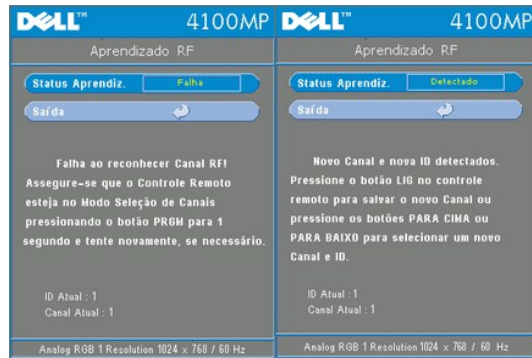 DELL™ 4100MP
Aprendizado RF
Status Aprendiz. Falha
Saída
Falha ao reconhecer Canal RF!
Assegure-se que o Controle Remoto
esteja no Modo Seleção de Canais
pressionando o botão PRGM para 1
segundo e tente novamente, se necessário.
ID Atual : 1
Canal Atual : 1
Analog RGB 1 Resolution 1024 x 768 / 60 Hz
DELL™ 4100MP
Aprendizado RF
Status Aprendiz. Detectado
Saída
Novo Canal e nova ID detectados.
Pressione o botão LIG no controle
remoto para salvar o novo Canal ou
pressione os botões PARA CIMA ou
PARA BAIXO para selecionar um novo
Canal e ID.
ID Atual : 1
Canal Atual : 1
Analog RGB 1 Resolution 1024 x 768 / 60 Hz